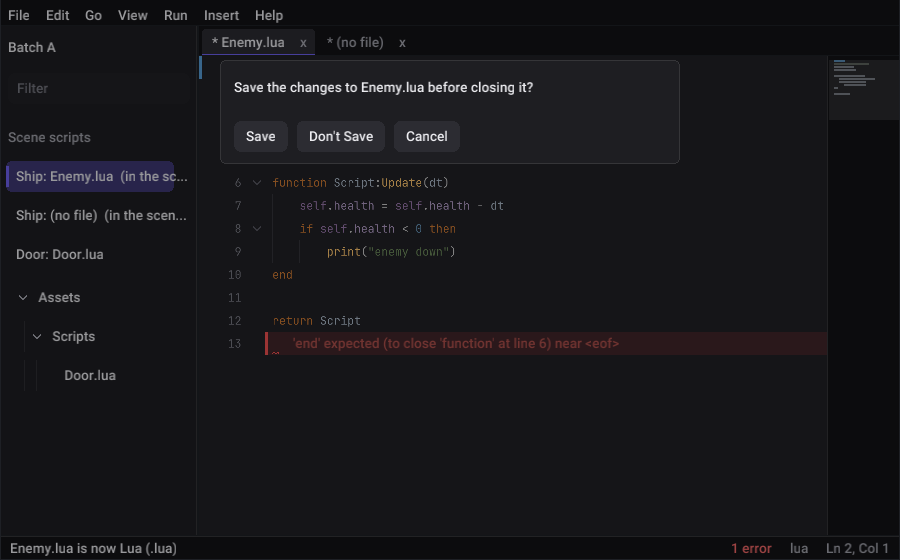 File Edit Go View Run Insert Help
Batch A
* Enemy.lua x * (no file) x
Filter
Scene scripts
Ship: Enemy.lua (in the sc...
Ship: (no file) (in the scen...
Door: Door.lua
Assets
Scripts
Door.lua
Save the changes to Enemy.lua before closing it?
Save Don't Save Cancel
6 function Script:Update(dt)
7 self.health = self.health - dt
8 if self.health < 0 then
9 print("enemy down")
10 end
11
12 return Script
13 'end' expected (to close 'function' at line 6) near <eof>
Enemy.lua is now Lua (.lua) 1 error lua Ln 2, Col 1